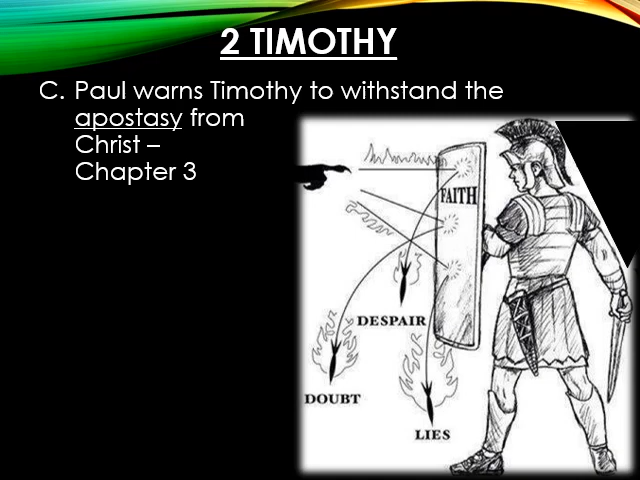 2 TIMOTHY
C. Paul warns Timothy to withstand the
apostasy from
Christ –
Chapter 3
FAITH
DESPAIR
DOUBT
LIES